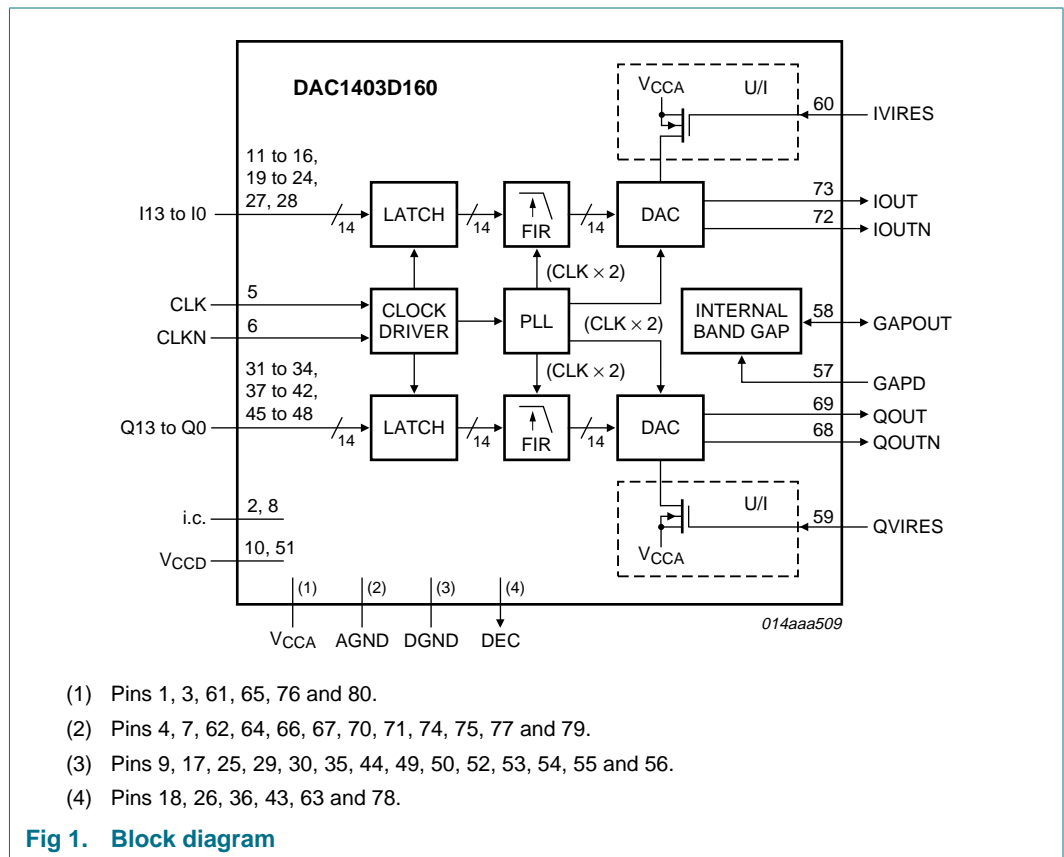 DAC1403D160
VCCA
U/I
60
IVIRES
11 to 16,
19 to 24,
27, 28
I13 to I0
14
LATCH
14
FIR
14
DAC
73
IOUT
72
IOUTN
(CLK × 2)
CLK
5
CLKN
6
CLOCK
DRIVER
PLL
(CLK × 2)
INTERNAL
BAND GAP
58
GAPOUT
57
GAPD
(CLK × 2)
31 to 34,
37 to 42,
45 to 48
Q13 to Q0
14
LATCH
14
FIR
14
DAC
69
QOUT
68
QOUTN
U/I
59
QVIRES
VCCA
i.c.
2, 8
VCCD
10, 51
(1)
(2)
(3)
(4)
VCCA
AGND
DGND
DEC
014aaa509
(1) Pins 1, 3, 61, 65, 76 and 80.
(2) Pins 4, 7, 62, 64, 66, 67, 70, 71, 74, 75, 77 and 79.
(3) Pins 9, 17, 25, 29, 30, 35, 44, 49, 50, 52, 53, 54, 55 and 56.
(4) Pins 18, 26, 36, 43, 63 and 78.
Fig 1. Block diagram